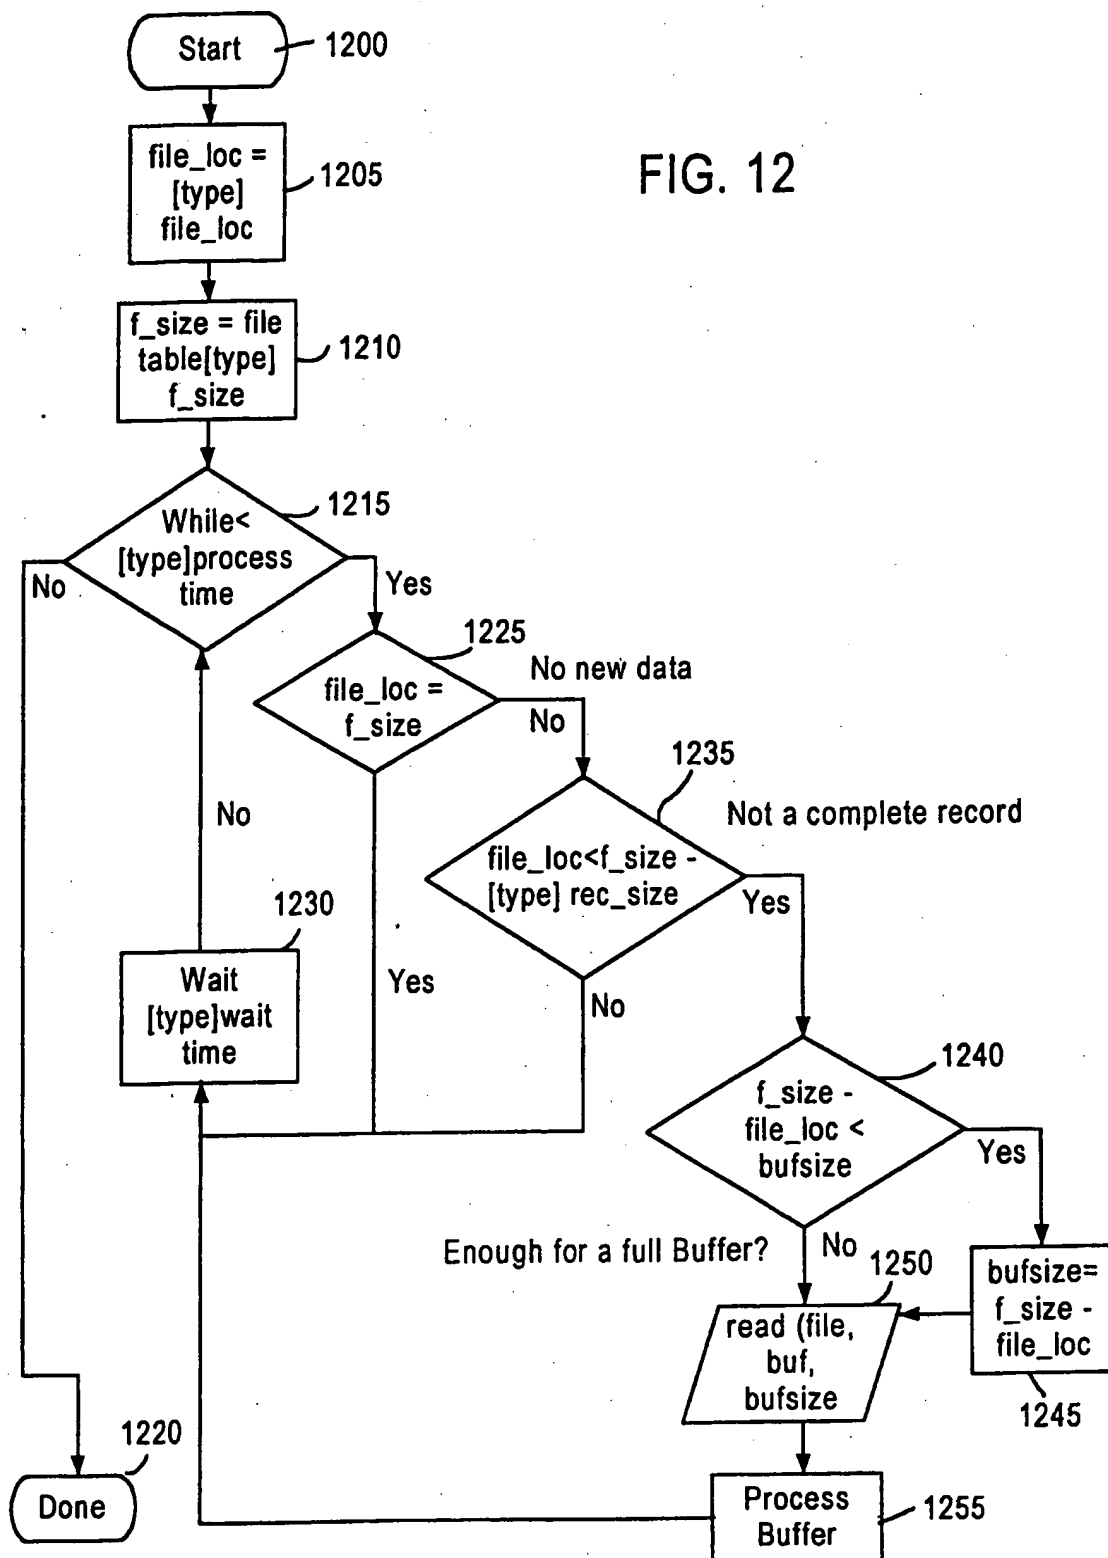 Start
1200
file_loc =
[type]
file_loc
1205
FIG. 12
f_size = file
table[type]
f_size
1210
While<
[type]process
time
1215
No
Yes
file_loc =
f_size
1225
No new data
No
Yes
file_loc<f_size -
[type] rec_size
1235
Not a complete record
Yes
No
No
1230
Wait
[type]wait
time
f_size -
file_loc <
bufsize
1240
Yes
No
Enough for a full Buffer?
bufsize=
f_size -
file_loc
1245
1250
read (file,
buf,
bufsize
1220
Done
Process
Buffer
1255